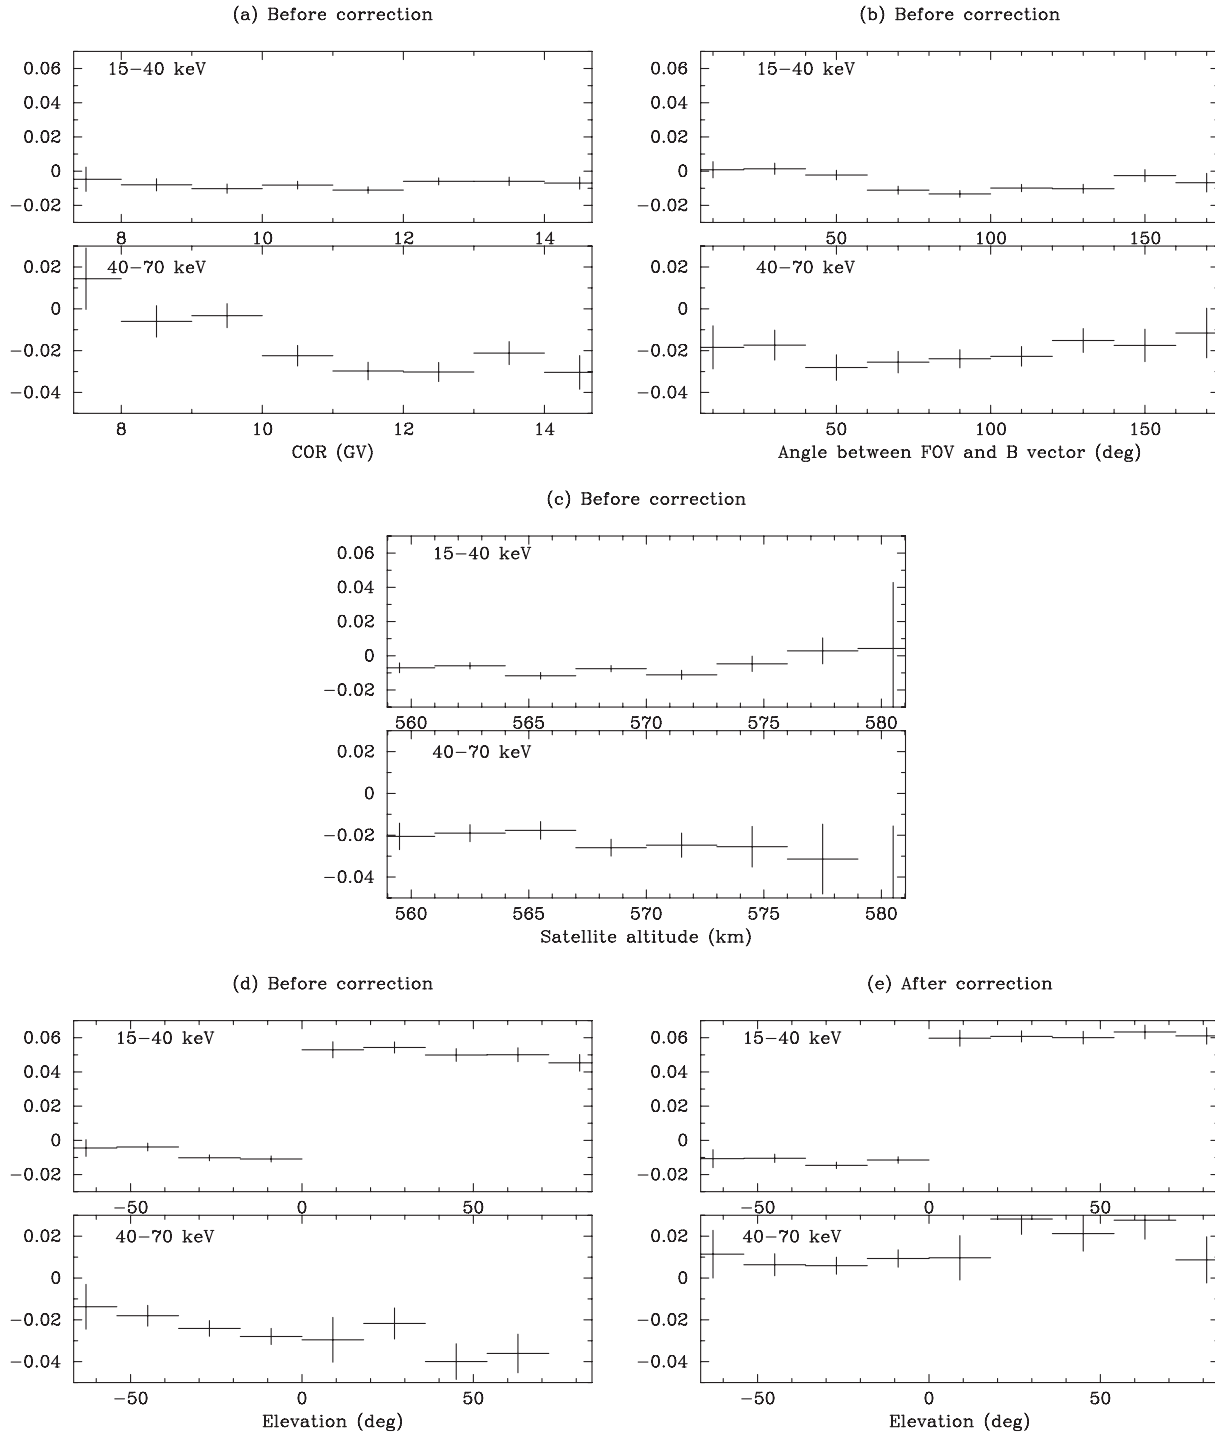 (a) Before correction
15−40 keV
0.06
0.04
0.02
0
−0.02
8 10 12 14
40−70 keV
0.02
0
−0.02
−0.04
8 10 12 14
COR (GV)
(b) Before correction
15−40 keV
0.06
0.04
0.02
0
−0.02
50 100 150
40−70 keV
0.02
0
−0.02
−0.04
50 100 150
Angle between FOV and B vector (deg)
(c) Before correction
15−40 keV
0.06
0.04
0.02
0
−0.02
560 565 570 575 580
40−70 keV
0.02
0
−0.02
−0.04
560 565 570 575 580
Satellite altitude (km)
(d) Before correction
15−40 keV
0.06
0.04
0.02
0
−0.02
−50 0 50
40−70 keV
0.02
0
−0.02
−0.04
−50 0 50
Elevation (deg)
(e) After correction
15−40 keV
0.06
0.04
0.02
0
−0.02
−50 0 50
40−70 keV
0.02
0
−0.02
−0.04
−50 0 50
Elevation (deg)